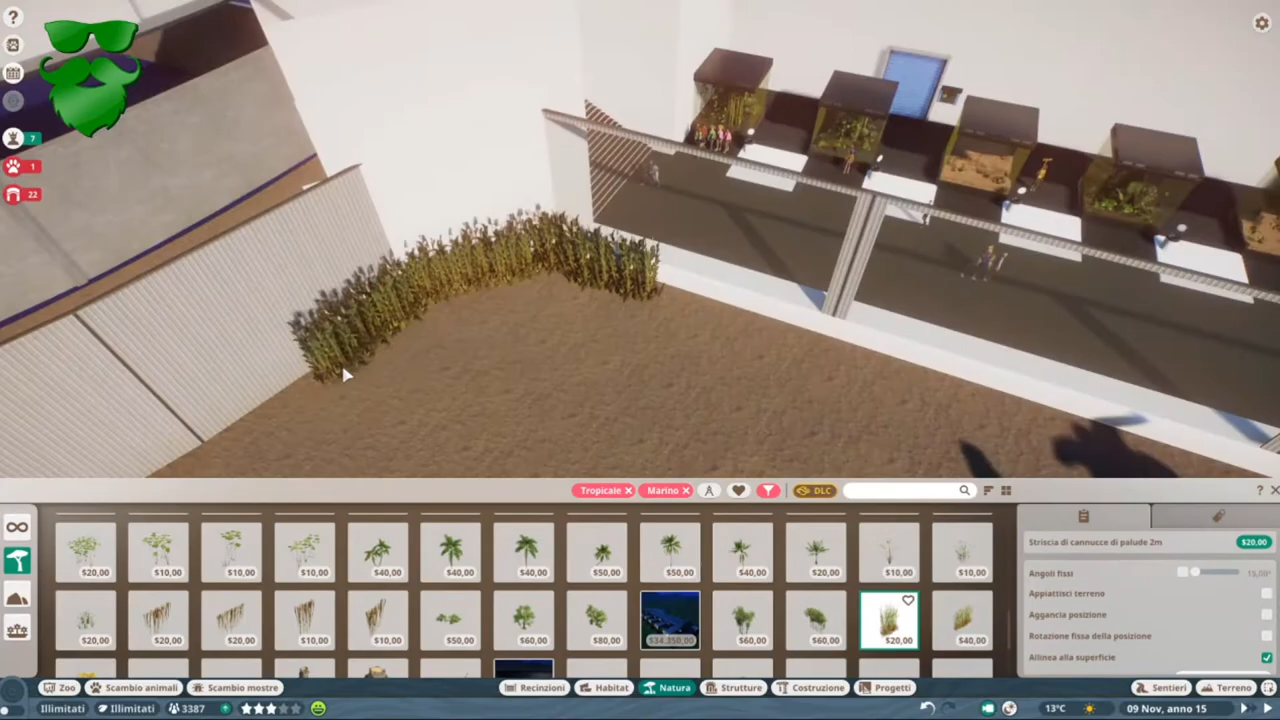 ?
7
1
22
Tropicale ×
Marino ×
DLC
? ×
$20,00 $10,00 $10,00 $10,00 $40,00 $40,00 $40,00 $50,00 $50,00 $40,00 $20,00 $10,00 $10,00
$20,00 $20,00 $20,00 $10,00 $10,00 $50,00 $60,00 $80,00 $34.350,00 $60,00 $60,00 $20,00 $40,00
Striscia di cannucce di palude 2m $20,00
Angoli fissi 15,00°
Appiattisci terreno
Aggancia posizione
Rotazione fissa della posizione
Allinea alla superficie
Zoo Scambio animali Scambio mostre Recinzioni Habitat Natura Strutture Costruzione Progetti Sentieri Terreno
Illimitati Illimitati 3387 13°C 09 Nov, anno 15